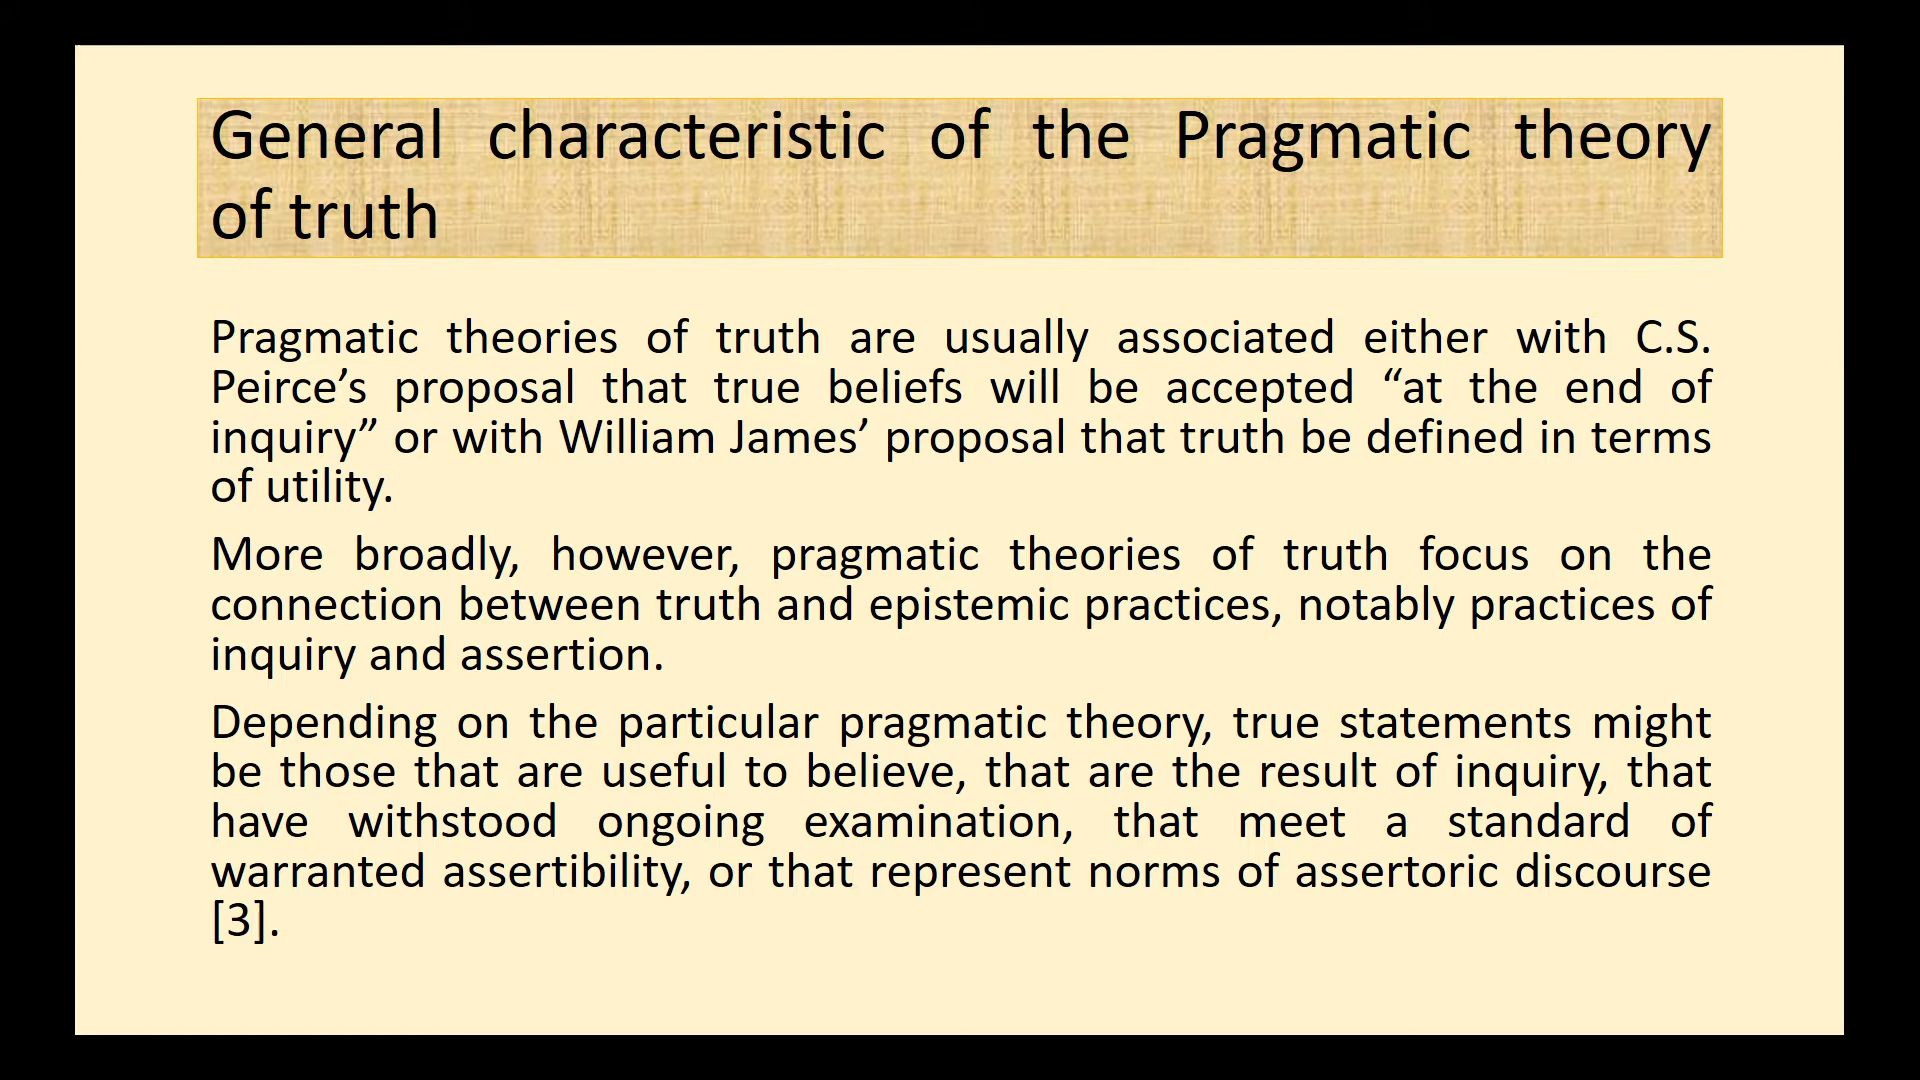 General characteristic of the Pragmatic theory
of truth
Pragmatic theories of truth are usually associated either with C.S.
Peirce’s proposal that true beliefs will be accepted “at the end of
inquiry” or with William James’ proposal that truth be defined in terms
of utility.
More broadly, however, pragmatic theories of truth focus on the
connection between truth and epistemic practices, notably practices of
inquiry and assertion.
Depending on the particular pragmatic theory, true statements might
be those that are useful to believe, that are the result of inquiry, that
have withstood ongoing examination, that meet a standard of
warranted assertibility, or that represent norms of assertoric discourse
[3].